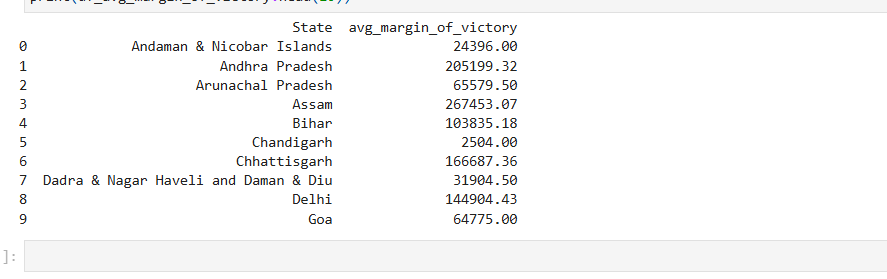 State avg_margin_of_victory
0 Andaman & Nicobar Islands 24396.00
1 Andhra Pradesh 205199.32
2 Arunachal Pradesh 65579.50
3 Assam 267453.07
4 Bihar 103835.18
5 Chandigarh 2504.00
6 Chhattisgarh 166687.36
7 Dadra & Nagar Haveli and Daman & Diu 31904.50
8 Delhi 144904.43
9 Goa 64775.00
]: